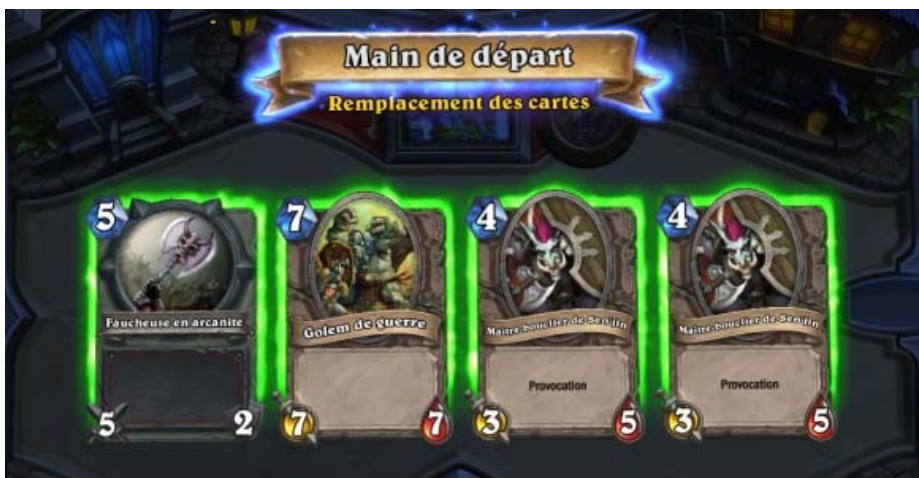 Main de départ
Remplacement des cartes
5
Faucheuse en arcanite
5 2
7
Golem de guerre
7 7
4
Maître-bouclier de Sen'jin
Provocation
3 5
4
Maître-bouclier de Sen'jin
Provocation
3 5